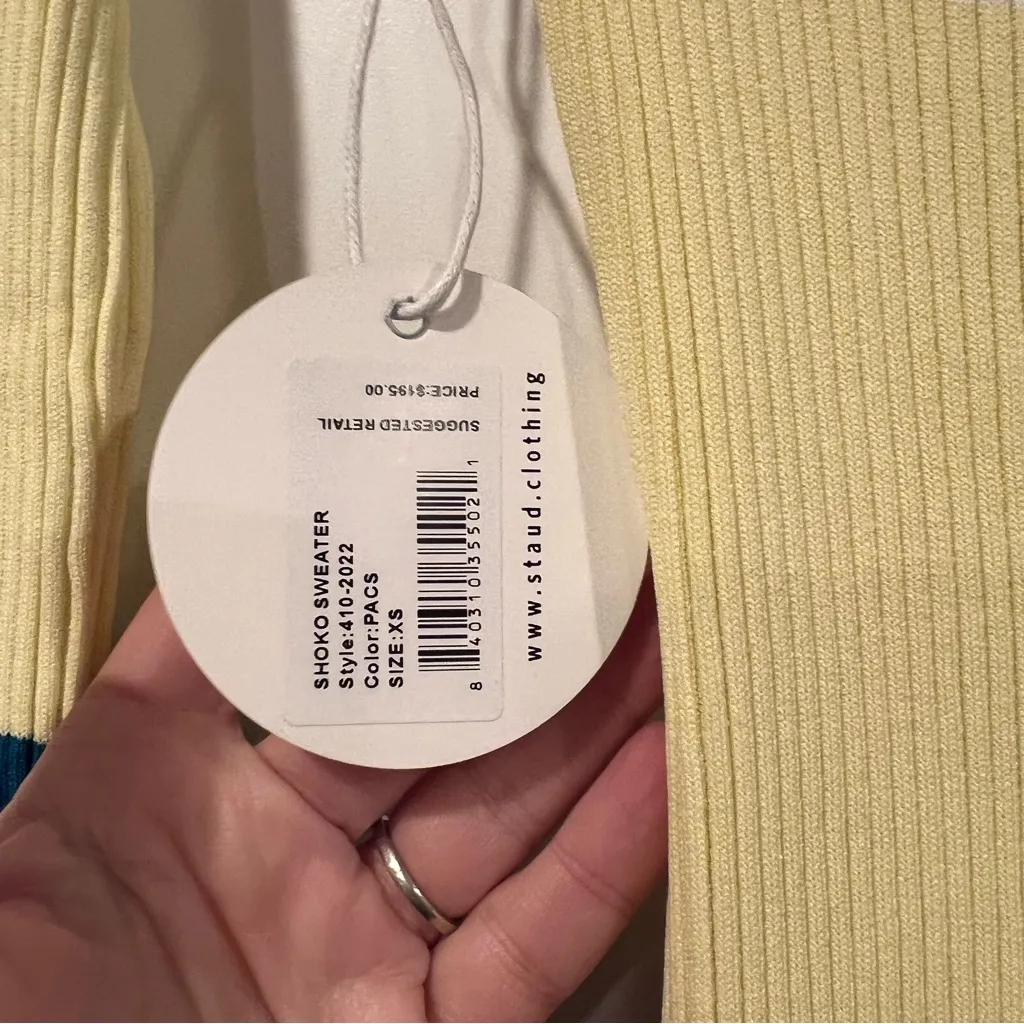 SHOKO SWEATER
Style:410-2022
Color:PACS
SIZE:XS
8 40310 35502 1
SUGGESTED RETAIL
PRICE:$195.00
www.staud.clothing